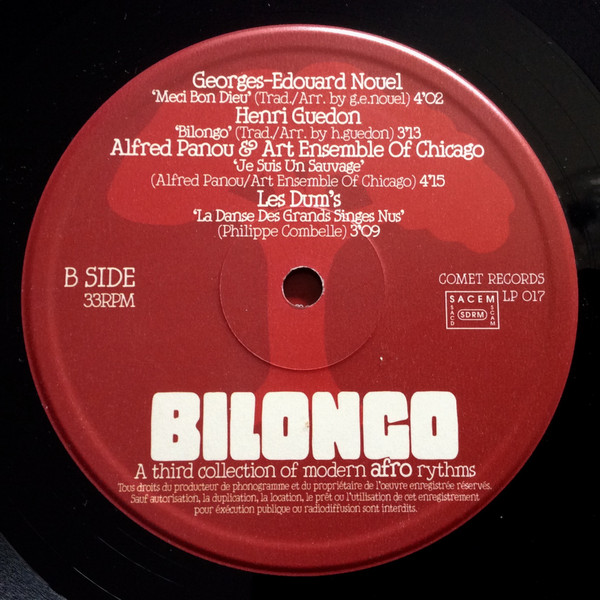 Georges-Edouard Nouel
‘Meci Bon Dieu’ (Trad./Arr. by g.e.nouel) 4’02
Henri Guedon
‘Bilongo’ (Trad./Arr. by h.guedon) 3’13
Alfred Panou & Art Ensemble Of Chicago
‘Je Suis Un Sauvage’
(Alfred Panou/Art Ensemble Of Chicago) 4’15
Les Dum’s
‘La Danse Des Grands Singes Nus’
(Philippe Combelle) 3’09
B SIDE
33RPM
COMET RECORDS
LP 017
SACEM
SACD
SDRM
SCAM
BILONGO
A third collection of modern afro rythms
Tous droits du producteur de phonogramme et du propriétaire de l’œuvre enregistrée réservés.
Sauf autorisation, la duplication, la location, le prêt ou l’utilisation de cet enregistrement
pour éxécution publique ou radiodiffusion sont interdits.